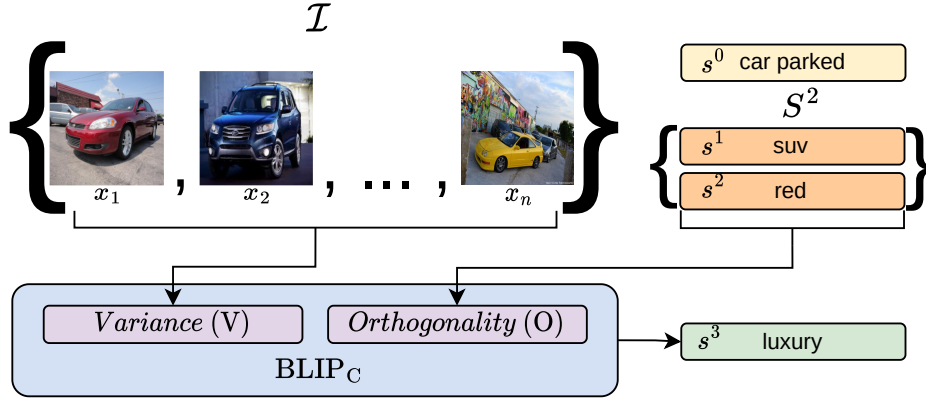 𝓘
s⁰ car parked
S²
{ x₁ , x₂ , ... , xₙ }
{ s¹ suv
s² red }
Variance (V)
Orthogonality (O)
BLIP_C
s³ luxury